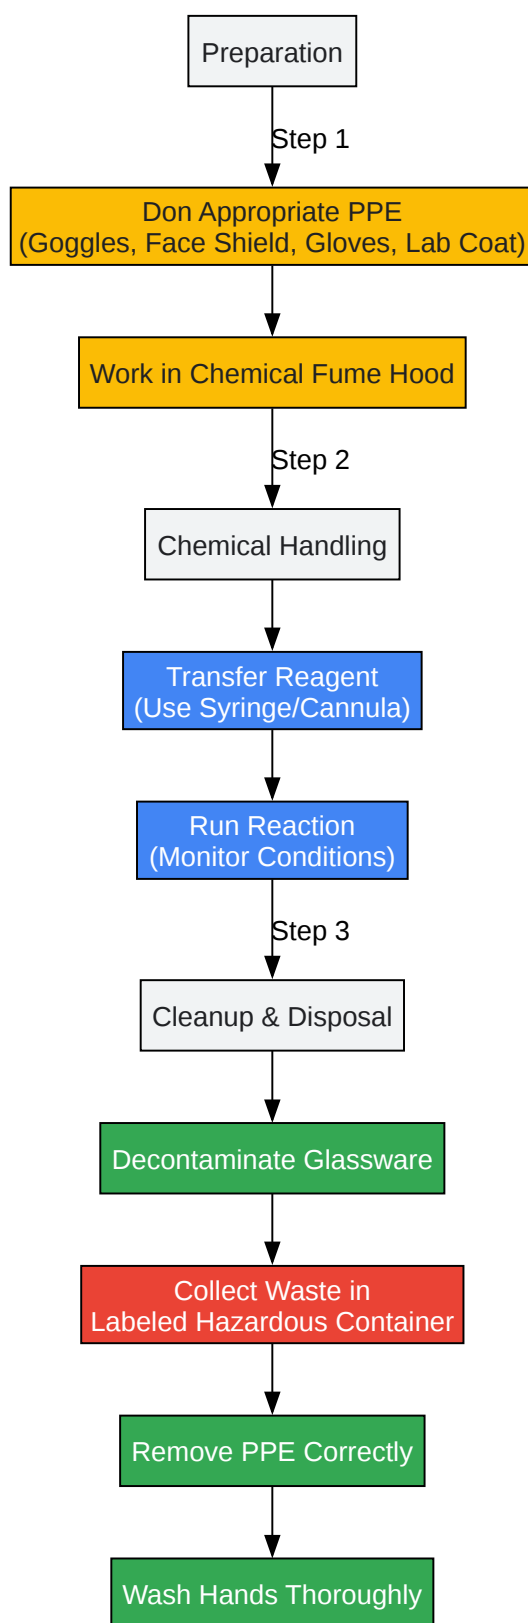 Preparation
Step 1
Don Appropriate PPE
(Goggles, Face Shield, Gloves, Lab Coat)
Work in Chemical Fume Hood
Step 2
Chemical Handling
Transfer Reagent
(Use Syringe/Cannula)
Run Reaction
(Monitor Conditions)
Step 3
Cleanup & Disposal
Decontaminate Glassware
Collect Waste in
Labeled Hazardous Container
Remove PPE Correctly
Wash Hands Thoroughly